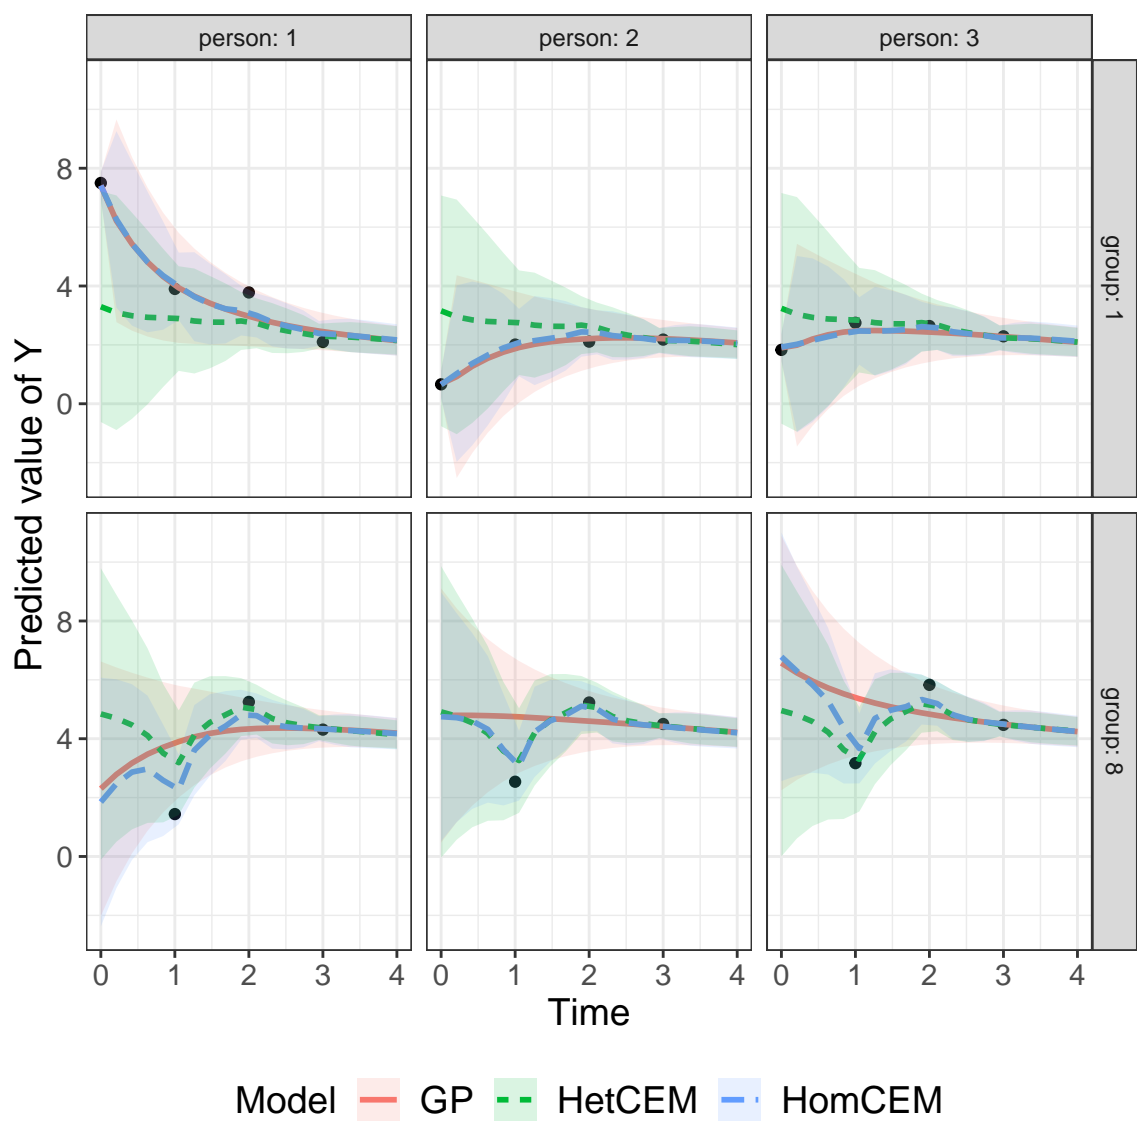 person: 1 person: 2 person: 3
group: 1
group: 8
Predicted value of Y
8
4
0
8
4
0
0 1 2 3 4 0 1 2 3 4 0 1 2 3 4
Time
Model GP HetCEM HomCEM